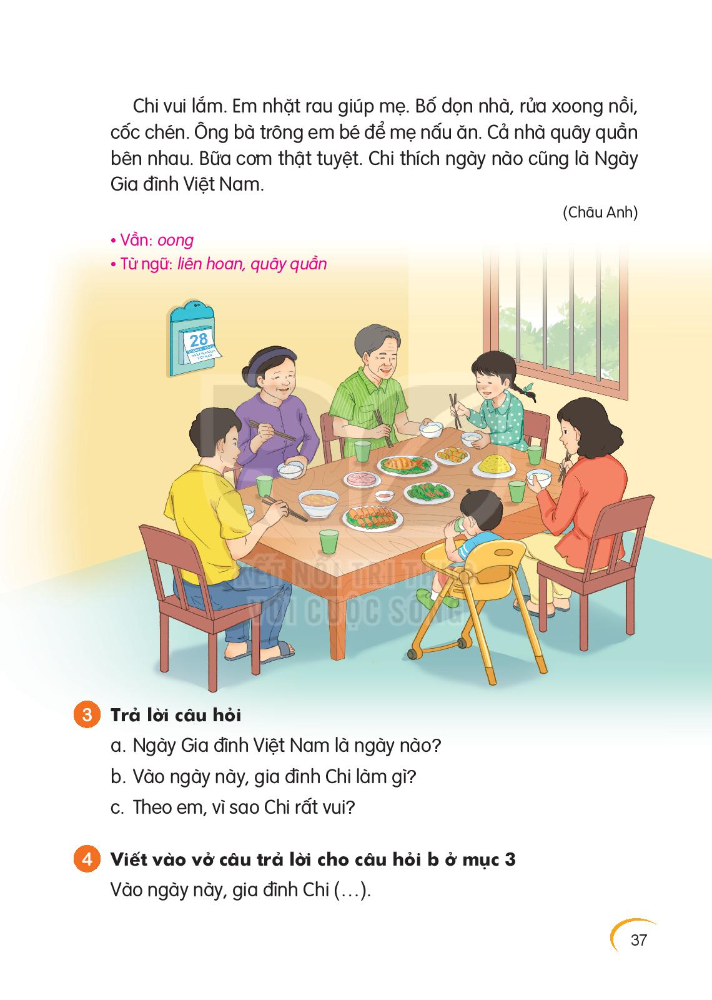 Chi vui lắm. Em nhặt rau giúp mẹ. Bố dọn nhà, rửa xoong nồi,
cốc chén. Ông bà trông em bé để mẹ nấu ăn. Cả nhà quây quần
bên nhau. Bữa cơm thật tuyệt. Chi thích ngày nào cũng là Ngày
Gia đình Việt Nam.
(Châu Anh)
• Vần: oong
• Từ ngữ: liên hoan, quây quần
28
NGÀY GIA ĐÌNH
VIỆT NAM
KẾT NỐI TRI THỨC
VỚI CUỘC SỐNG
3 Trả lời câu hỏi
a. Ngày Gia đình Việt Nam là ngày nào?
b. Vào ngày này, gia đình Chi làm gì?
c. Theo em, vì sao Chi rất vui?
4 Viết vào vở câu trả lời cho câu hỏi b ở mục 3
Vào ngày này, gia đình Chi (...).
37